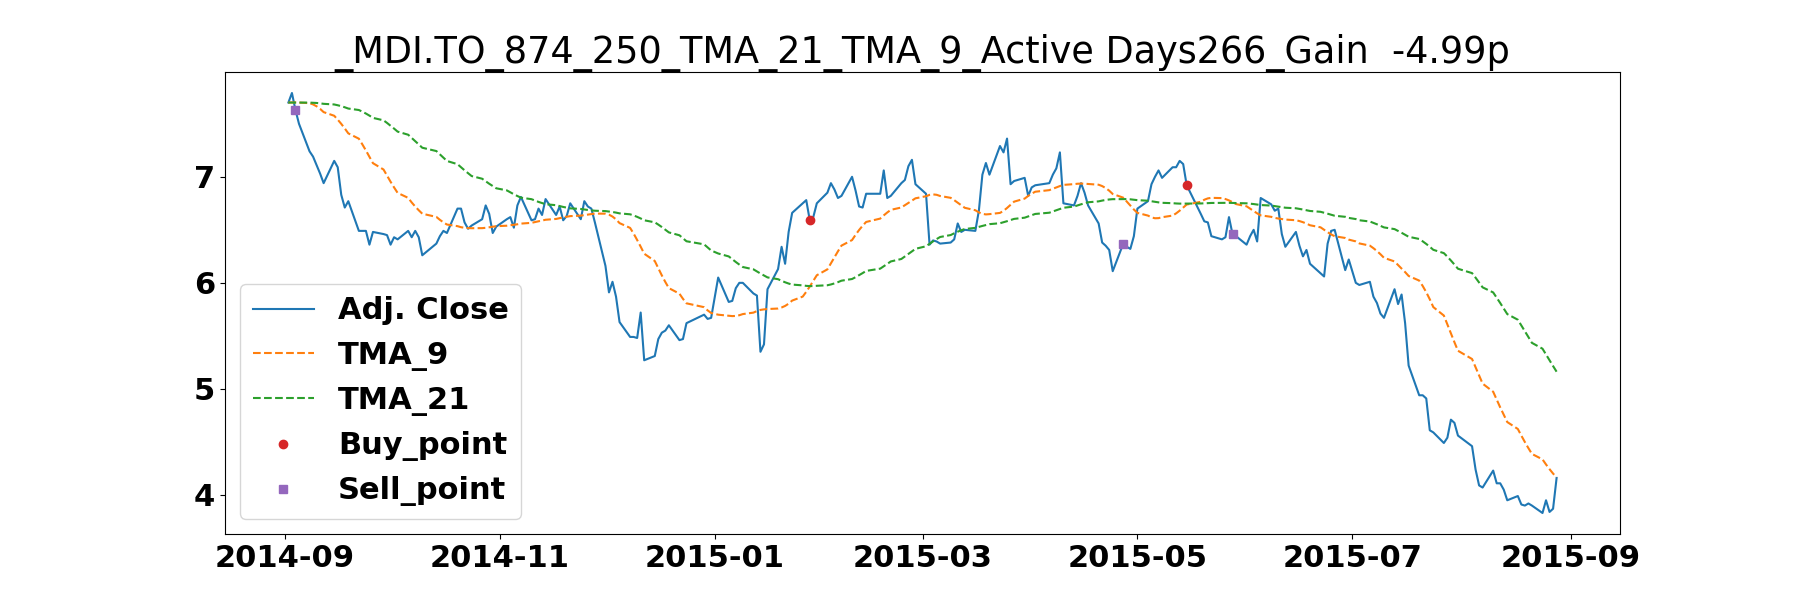 _MDI.TO_874_250_TMA_21_TMA_9_Active Days266_Gain  -4.99p
7
6
5
4
Adj. Close
TMA_9
TMA_21
Buy_point
Sell_point
2014-09 2014-11 2015-01 2015-03 2015-05 2015-07 2015-09